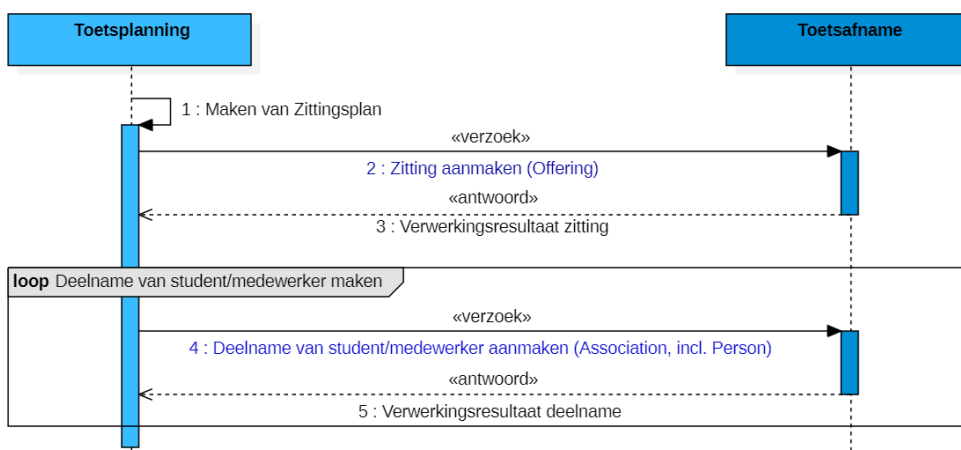 Toetsplanning
Toetsafname
1 : Maken van Zittingsplan
«verzoek»
2 : Zitting aanmaken (Offering)
«antwoord»
3 : Verwerkingsresultaat zitting
loop Deelname van student/medewerker maken
«verzoek»
4 : Deelname van student/medewerker aanmaken (Association, incl. Person)
«antwoord»
5 : Verwerkingsresultaat deelname